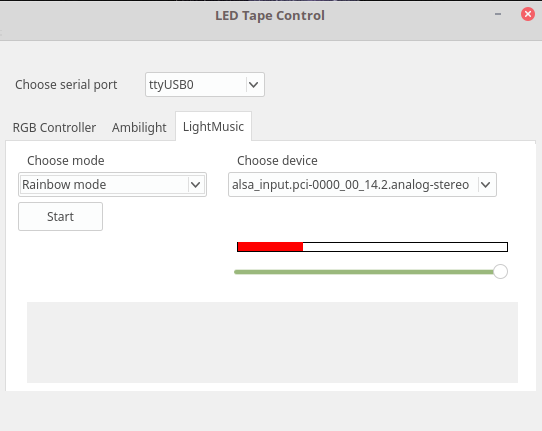 LED Tape Control
Choose serial port
ttyUSB0
RGB Controller
Ambilight
LightMusic
Choose mode
Choose device
Rainbow mode
alsa_input.pci-0000_00_14.2.analog-stereo
Start